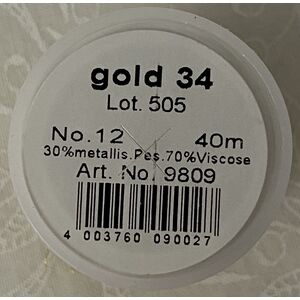 gold 34
Lot. 505
No.12 40m
30%metallis.Pes.70%Viscose
Art. No. 9809
4 003760 090027